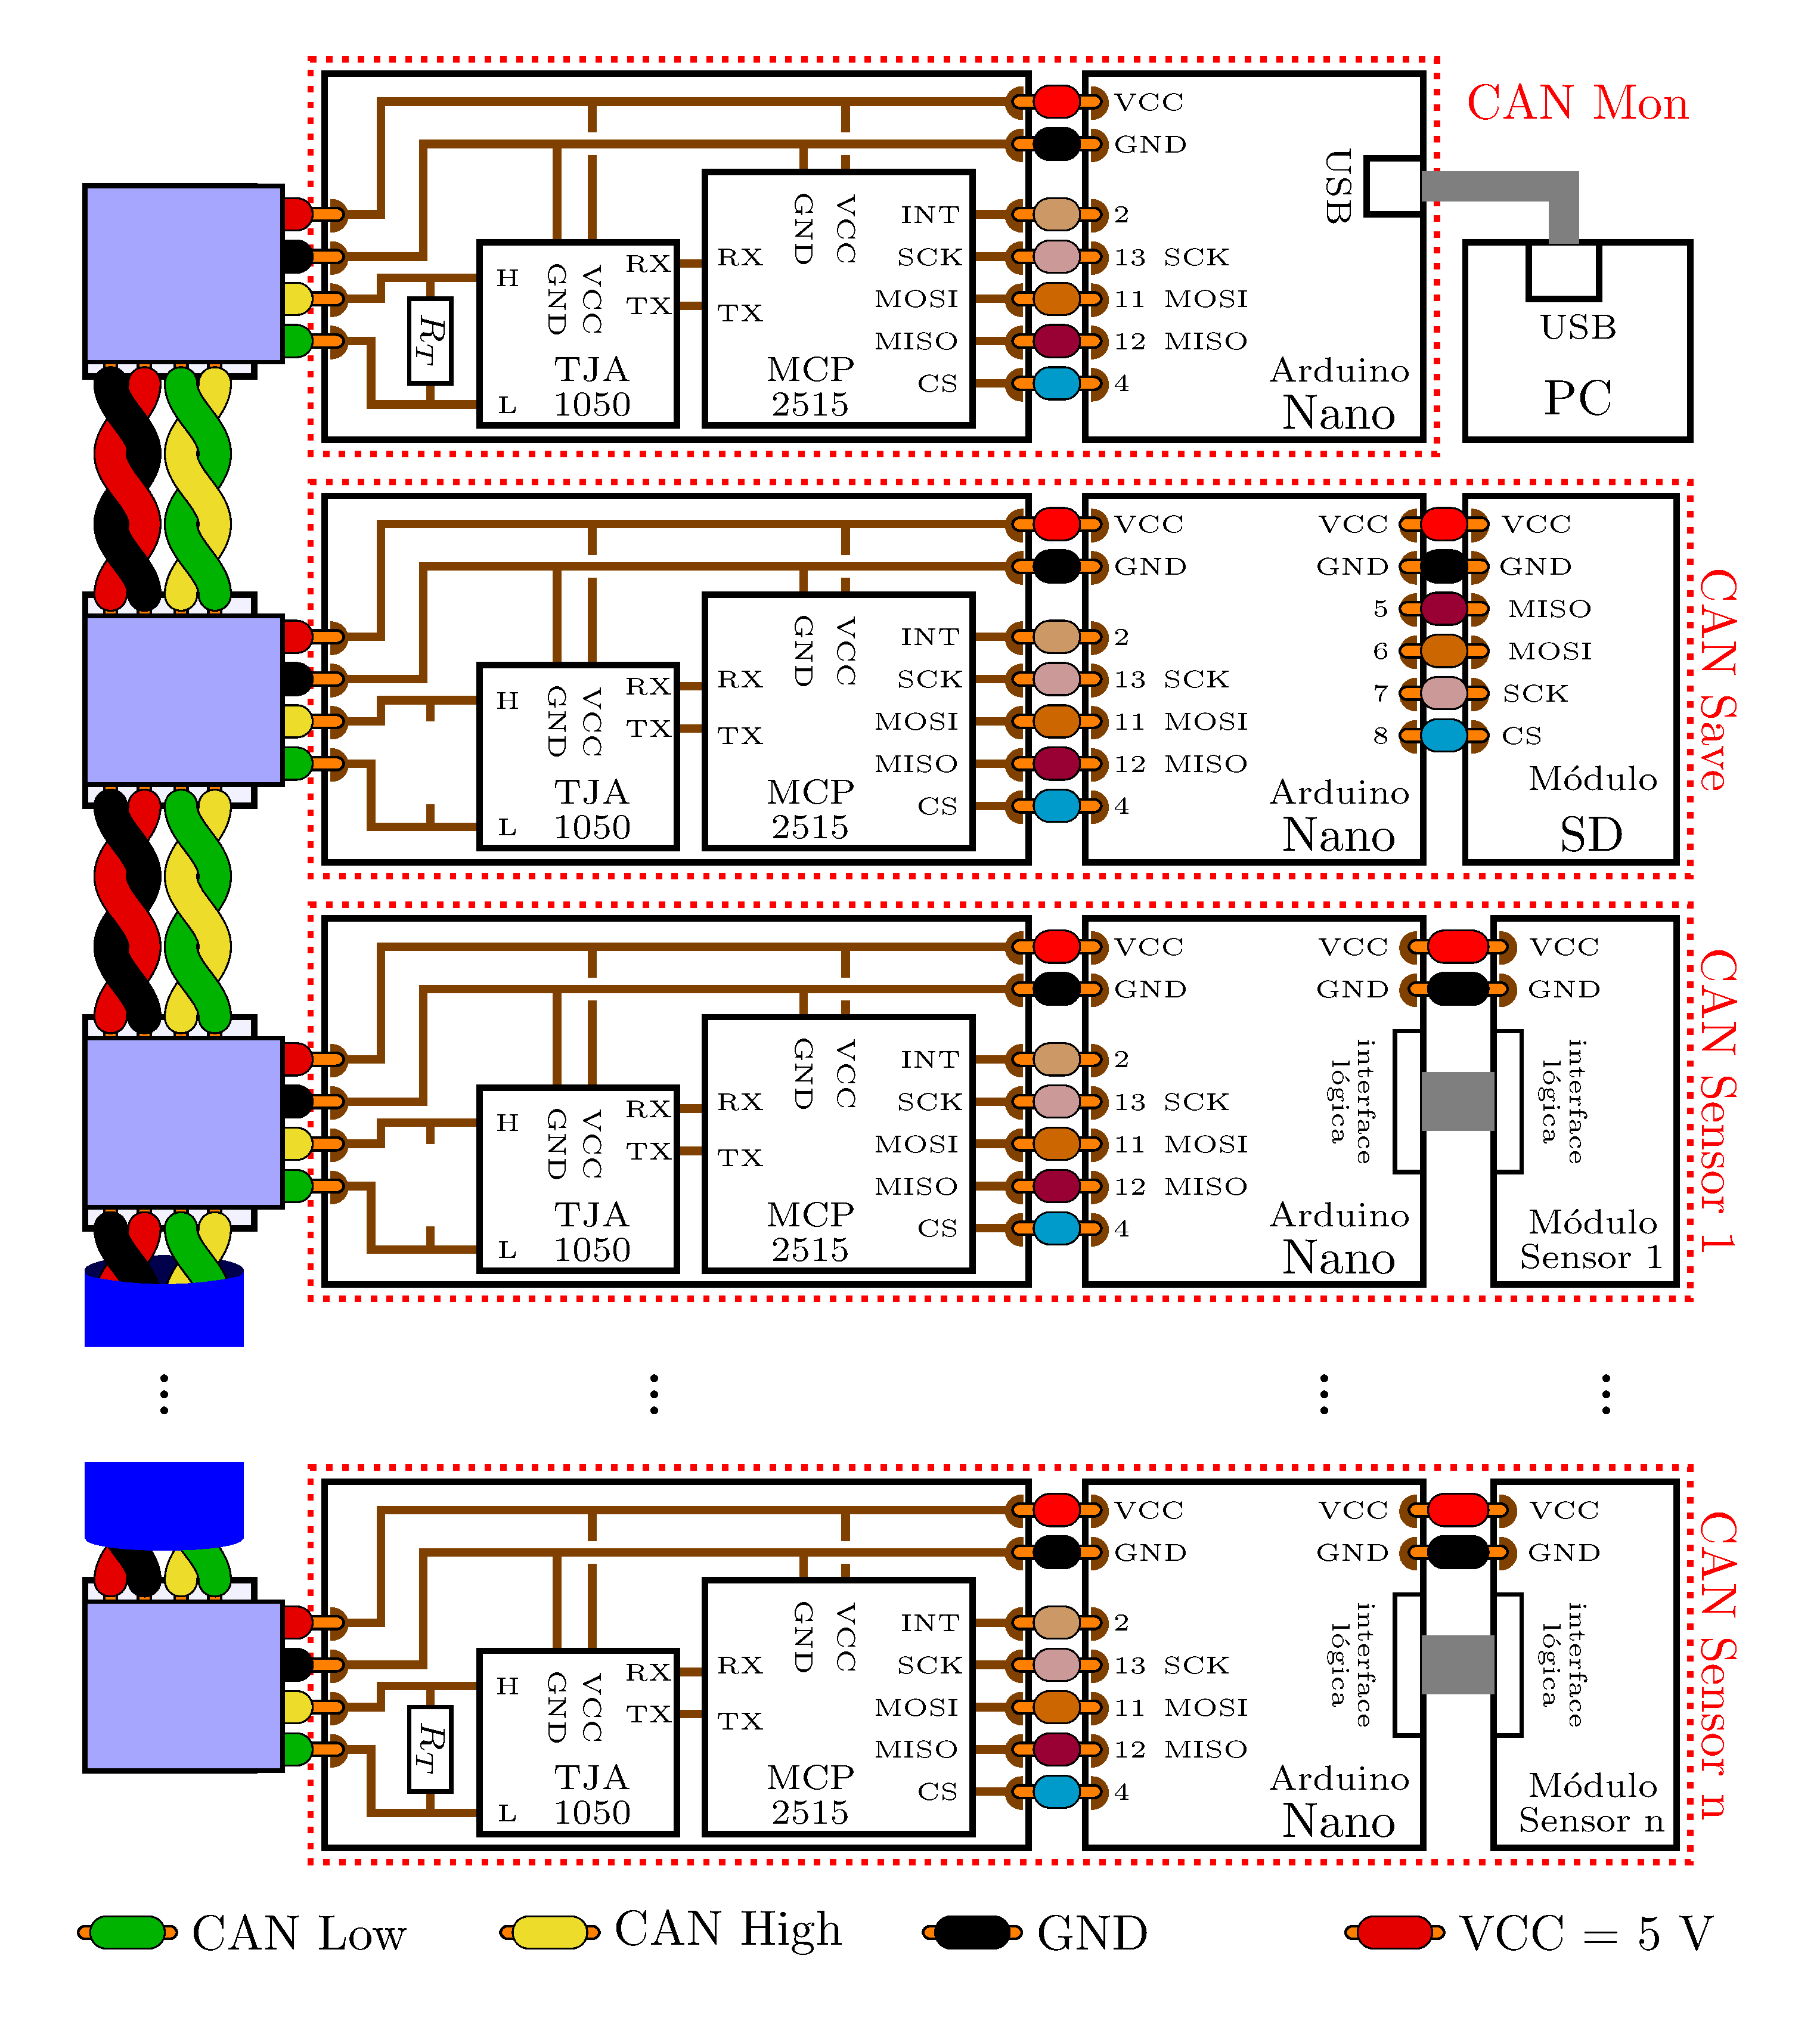 CAN Mon
VCC
GND
USB
INT
2
GND
VCC
H
GND
VCC
RX
RX
SCK
13 SCK
TX
TX
MOSI
11 MOSI
R_T
MISO
12 MISO
USB
TJA
1050
MCP
2515
CS
4
L
Arduino
Nano
PC
CAN Save
VCC
VCC
VCC
GND
GND
GND
5
MISO
INT
2
6
MOSI
GND
VCC
H
GND
VCC
RX
RX
SCK
13 SCK
7
SCK
TX
TX
MOSI
11 MOSI
8
CS
MISO
12 MISO
TJA
1050
MCP
2515
CS
4
L
Arduino
Nano
Módulo
SD
CAN Sensor 1
VCC
VCC
VCC
GND
GND
GND
INT
2
GND
VCC
interface
lógica
interface
lógica
H
GND
VCC
RX
RX
SCK
13 SCK
TX
TX
MOSI
11 MOSI
MISO
12 MISO
TJA
1050
MCP
2515
CS
4
L
Arduino
Nano
Módulo
Sensor 1
CAN Sensor n
VCC
VCC
VCC
GND
GND
GND
INT
2
GND
VCC
interface
lógica
interface
lógica
H
GND
VCC
RX
RX
SCK
13 SCK
TX
TX
MOSI
11 MOSI
R_T
MISO
12 MISO
TJA
1050
MCP
2515
CS
4
L
Arduino
Nano
Módulo
Sensor n
CAN Low
CAN High
GND
VCC = 5 V